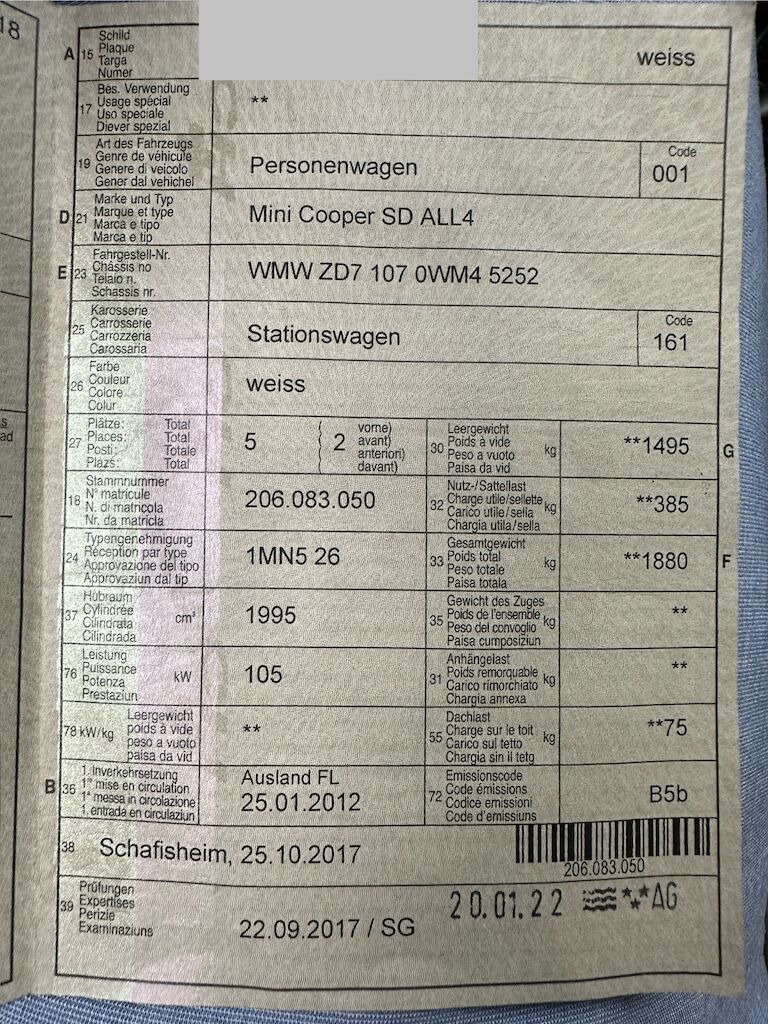 18
A 15 Schild
Plaque
Targa
Numer
weiss
17 Bes. Verwendung
Usage spécial
Uso speciale
Diever spezial
**
19 Art des Fahrzeugs
Genre de véhicule
Genere di veicolo
Gener dal vehichel
Personenwagen
Code
001
D 21 Marke und Typ
Marque et type
Marca e tipo
Marca e tip
Mini Cooper SD ALL4
E 23 Fahrgestell-Nr.
Châssis no
Telaio n.
Schassis nr.
WMW ZD7 107 0WM4 5252
25 Karosserie
Carrosserie
Carrozzeria
Carossaria
Stationswagen
Code
161
26 Farbe
Couleur
Colore
Colur
weiss
27 Plätze: Total
Places: Total
Posti: Totale
Plazs: Total
5
2
vorne)
avant)
anteriori)
davant)
30 Leergewicht
Poids à vide
Peso a vuoto
Paisa da vid
kg
**1495
G
18 Stammnummer
N° matricule
N. di matricola
Nr. da matricla
206.083.050
32 Nutz-/Sattellast
Charge utile/sellette
Carico utile/sella
Chargia utila/sella
kg
**385
24 Typengenehmigung
Réception par type
Approvazione del tipo
Approvaziun dal tip
1MN5 26
33 Gesamtgewicht
Poids total
Peso totale
Paisa totala
kg
**1880
F
37 Hubraum
Cylindrée
Cilindrata
Cilindrada
cm³
1995
35 Gewicht des Zuges
Poids de l'ensemble
Peso del convoglio
Paisa cumposiziun
kg
**
76 Leistung
Puissance
Potenza
Prestaziun
kW
105
31 Anhängelast
Poids remorquable
Carico rimorchiato
Chargia annexa
kg
**
78 kW/kg
Leergewicht
poids à vide
peso a vuoto
paisa da vid
**
55 Dachlast
Charge sur le toit
Carico sul tetto
Chargia sin il tetg
kg
**75
B 36 1. Inverkehrsetzung
1re mise en circulation
1a messa in circolazione
1. entrada en circulaziun
Ausland FL
25.01.2012
72 Emissionscode
Code émissions
Codice emissioni
Code d'emissiuns
B5b
38 Schafisheim, 25.10.2017
206.083.050
39 Prüfungen
Expertises
Perizie
Examinaziuns
22.09.2017 / SG
20.01.22 AG